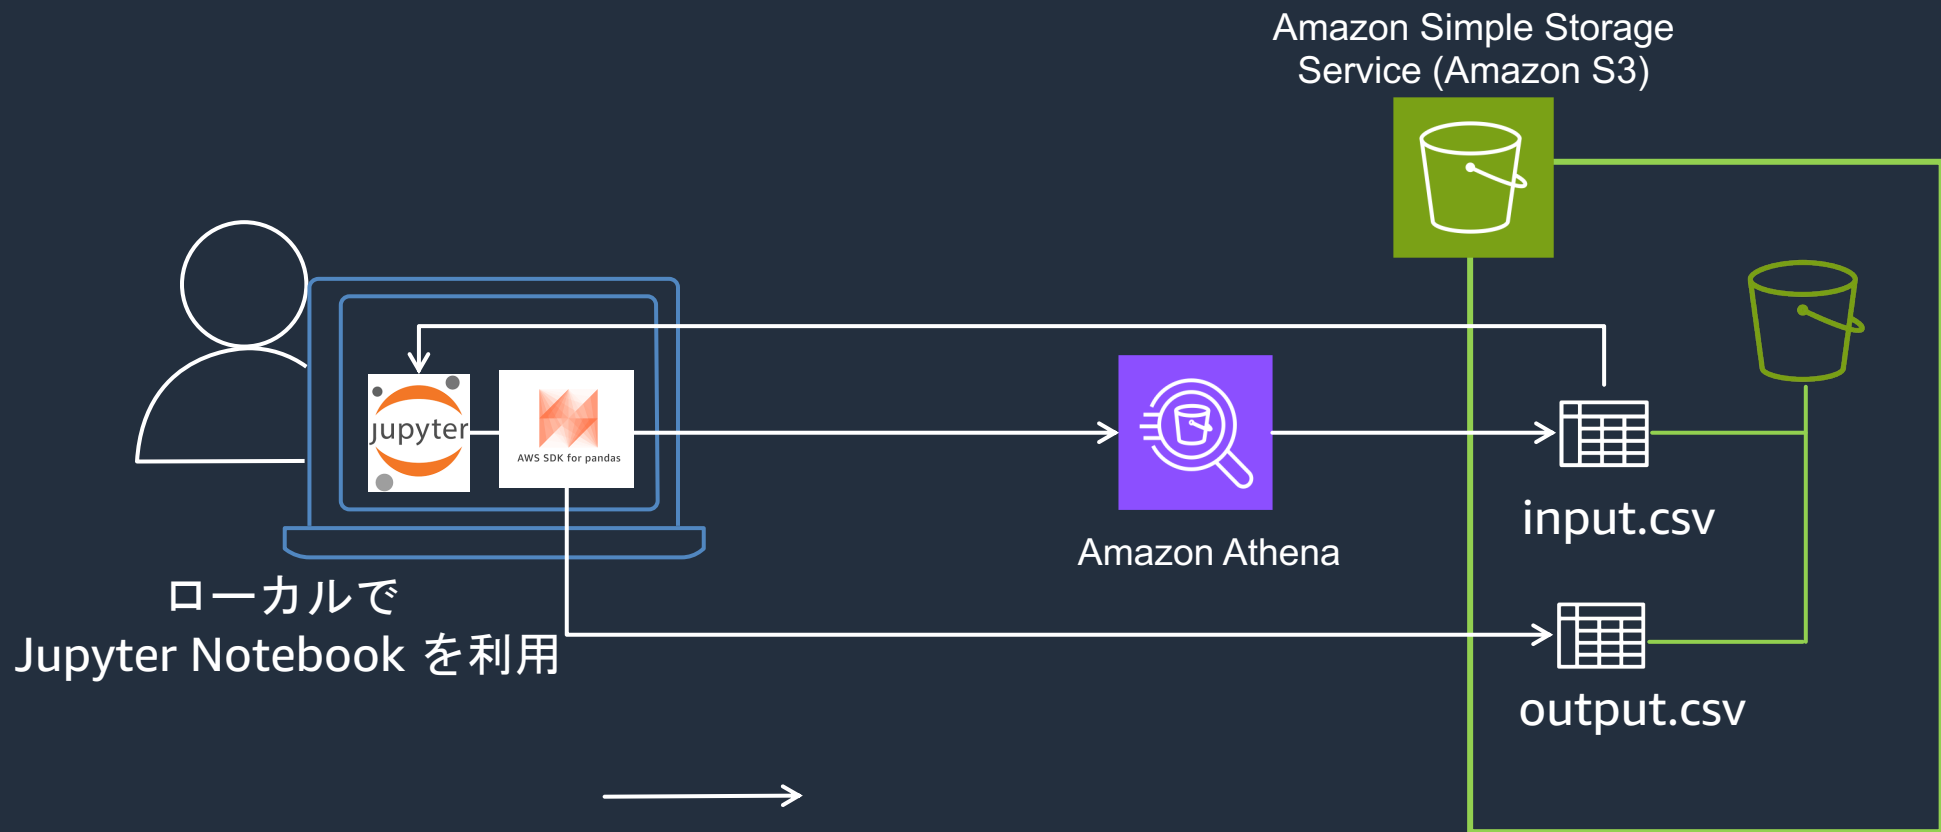 Amazon Simple Storage
Service (Amazon S3)
jupyter
AWS SDK for pandas
Amazon Athena
input.csv
output.csv
ローカルで
Jupyter Notebook を利用